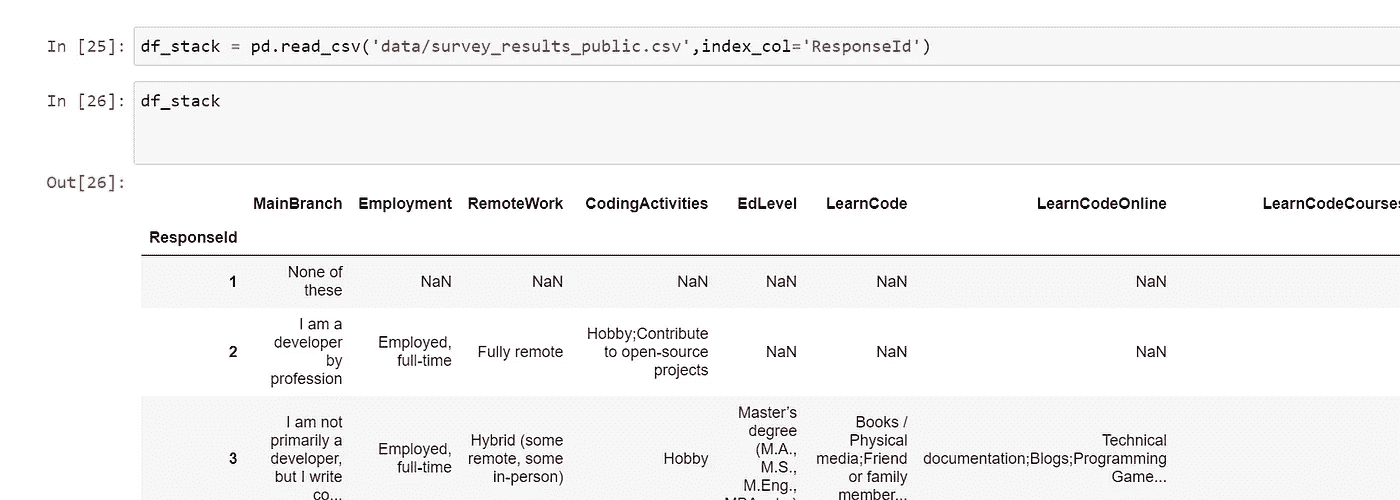 In [25]: df_stack = pd.read_csv('data/survey_results_public.csv',index_col='ResponseId')
In [26]: df_stack
Out[26]:
MainBranch Employment RemoteWork CodingActivities EdLevel LearnCode LearnCodeOnline LearnCodeCourses
ResponseId
1
None of
these
NaN
NaN
NaN
NaN
NaN
NaN
2
I am a
developer
by
profession
Employed,
full-time
Fully remote
Hobby;Contribute
to open-source
projects
NaN
NaN
NaN
3
I am not
primarily a
developer,
but I write
co...
Employed,
full-time
Hybrid (some
remote, some
in-person)
Hobby
Master’s
degree
(M.A.,
M.S.,
M.Eng.,
Books /
Physical
media;Friend
or family
member...
Technical
documentation;Blogs;Programming
Game...